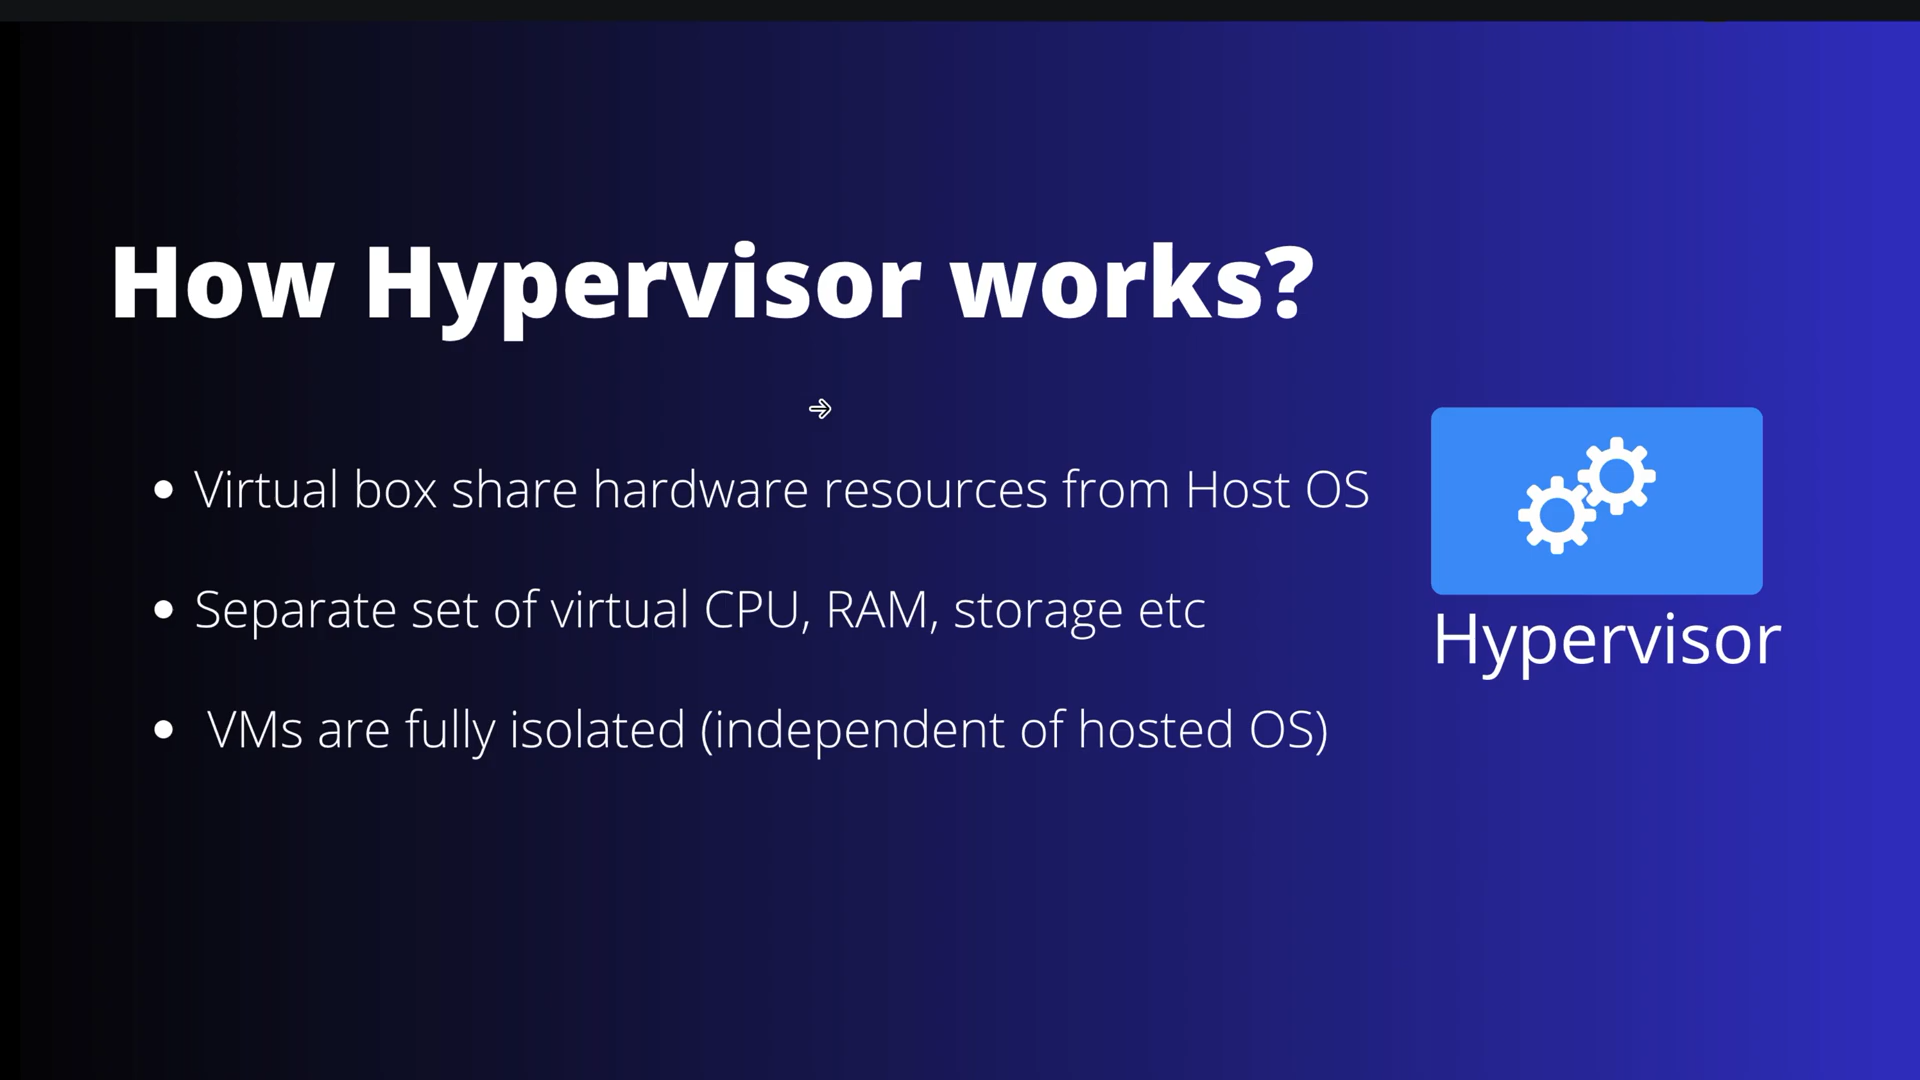 How Hypervisor works?
• Virtual box share hardware resources from Host OS
• Separate set of virtual CPU, RAM, storage etc
• VMs are fully isolated (independent of hosted OS)
Hypervisor